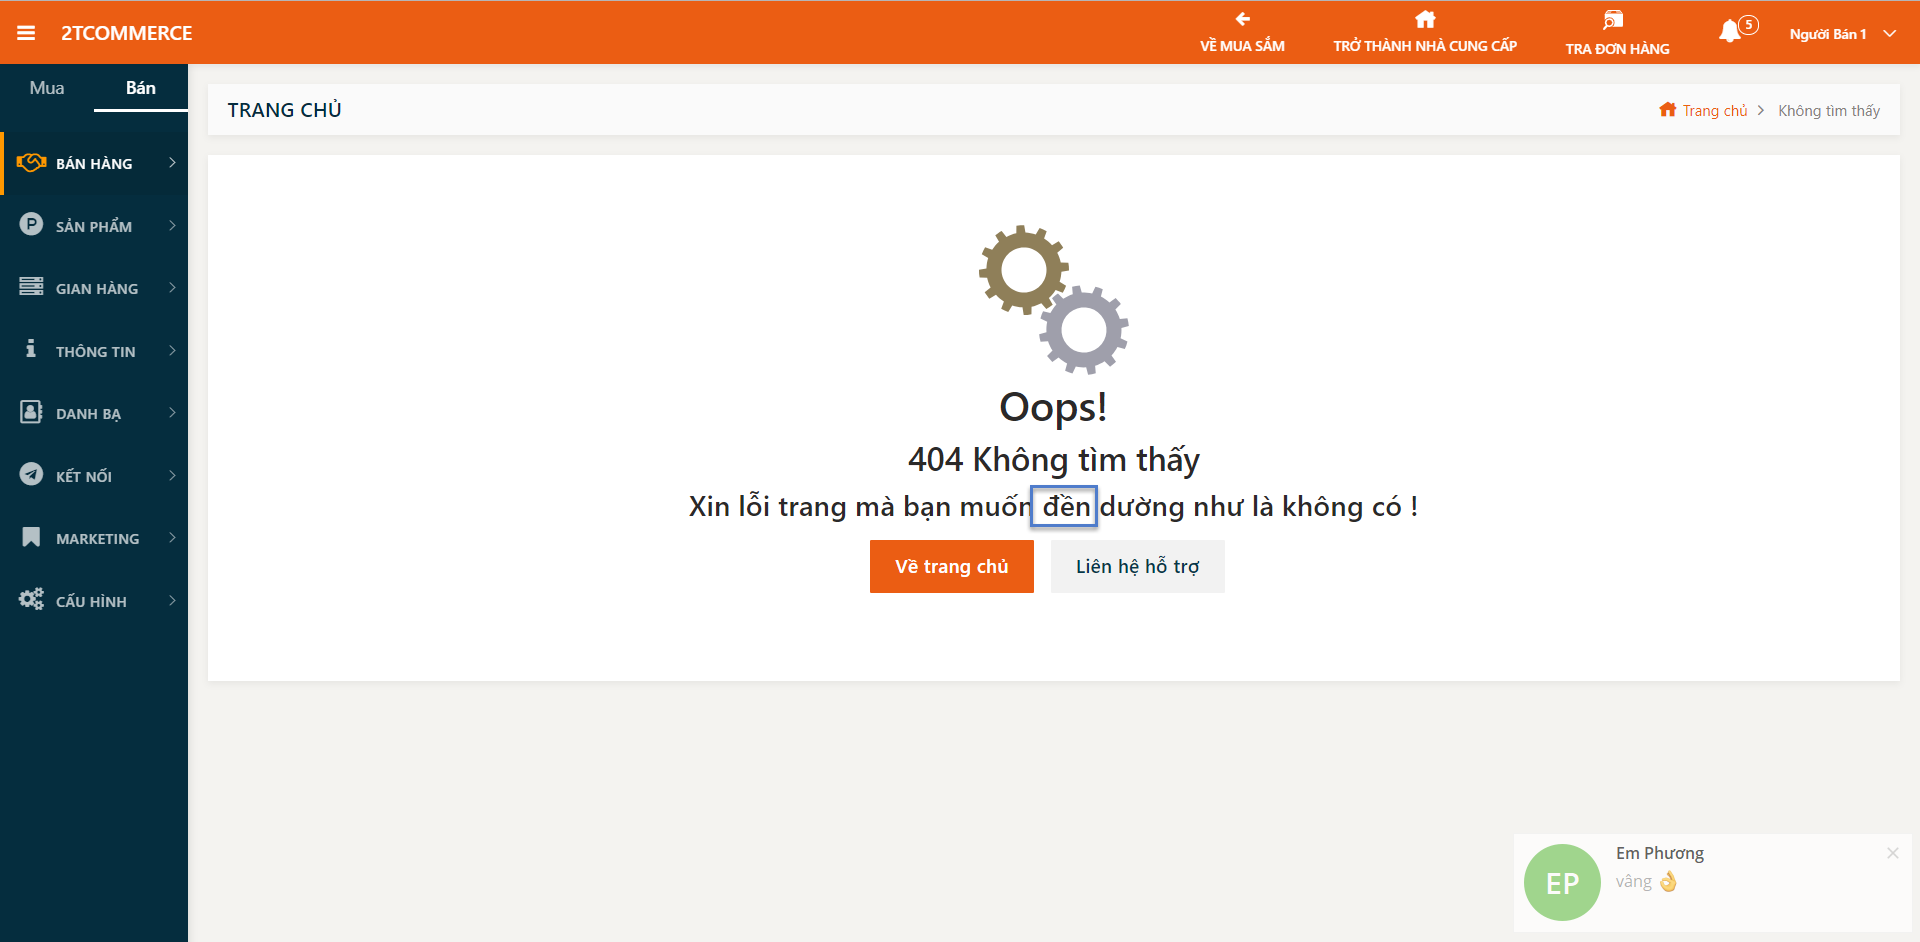 2TCOMMERCE
VỀ MUA SẮM
TRỞ THÀNH NHÀ CUNG CẤP
TRA ĐƠN HÀNG
5
Người Bán 1
Mua
Bán
BÁN HÀNG
SẢN PHẨM
GIAN HÀNG
THÔNG TIN
DANH BẠ
KẾT NỐI
MARKETING
CẤU HÌNH
TRANG CHỦ
Trang chủ > Không tìm thấy
Oops!
404 Không tìm thấy
Xin lỗi trang mà bạn muốn đền dường như là không có !
Về trang chủ
Liên hệ hỗ trợ
EP
Em Phương
vâng 👌